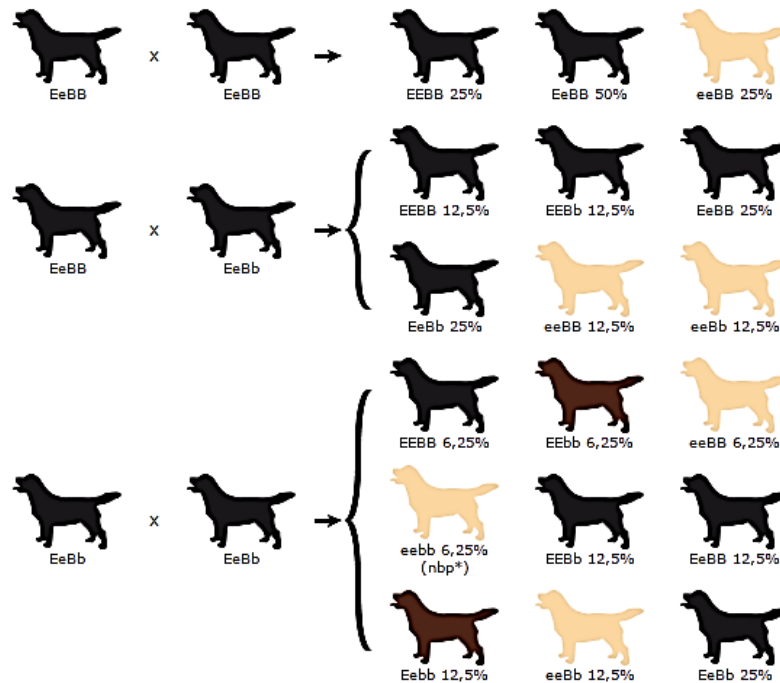 x
EeBB EeBB EEBB 25% EeBB 50% eeBB 25%
EEBB 12,5% EEBb 12,5% EeBB 25%
x
EeBB EeBb
EeBb 25% eeBB 12,5% eeBb 12,5%
EEBB 6,25% EEbb 6,25% eeBB 6,25%
x
EeBb EeBb
eebb 6,25% EEBb 12,5% EeBB 12,5%
(nbp*)
Eebb 12,5% eeBb 12,5% EeBb 25%